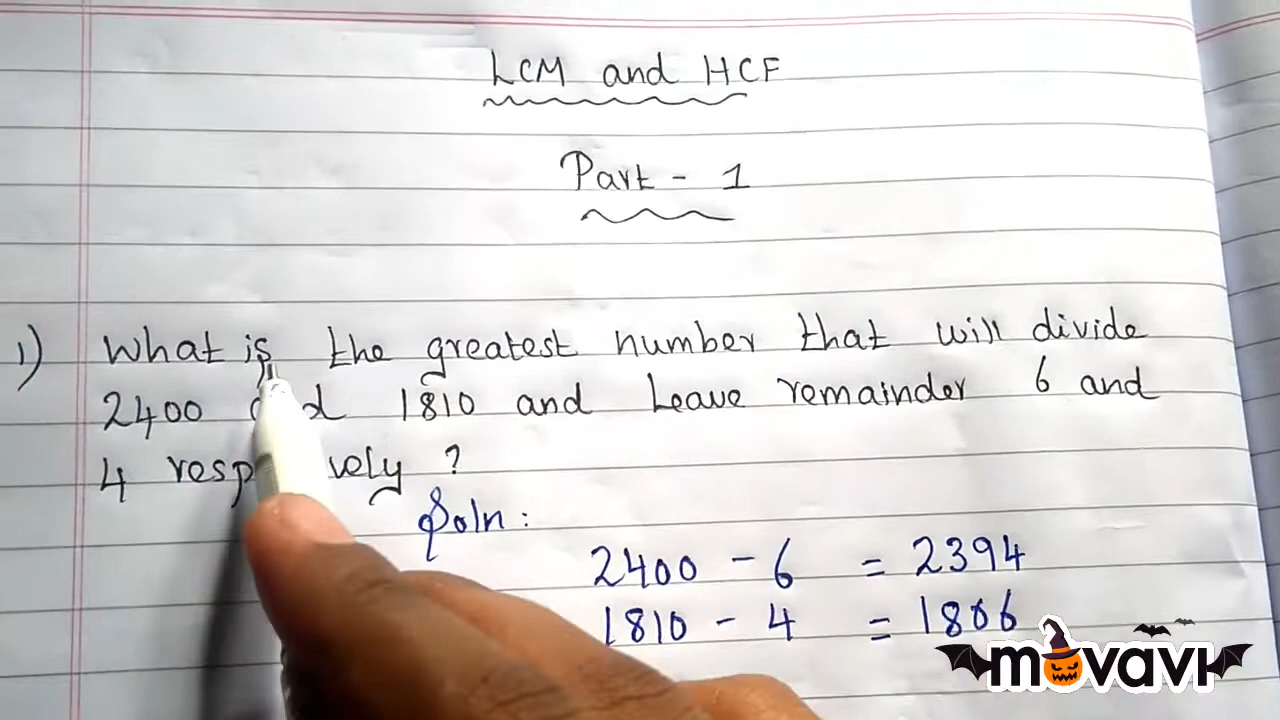 LCM and HCF
Part - 1
1) What is the greatest number that will divide
2400 1810 and Leave remainder 6 and
4 ?
Soln :
2400 - 6 = 2394
1810 - 4 = 1806
movavi